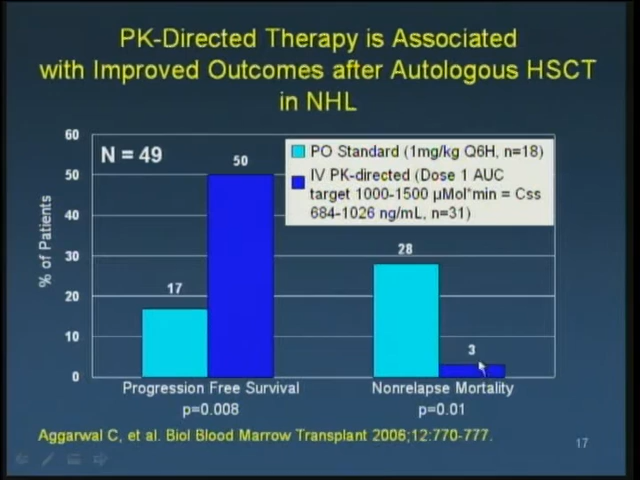 PK-Directed Therapy is Associated
with Improved Outcomes after Autologous HSCT
in NHL
60
50
40
30
20
10
0
% of Patients
N = 49
PO Standard (1mg/kg Q6H, n=18)
IV PK-directed (Dose 1 AUC
target 1000-1500 µMol*min = Css
684-1026 ng/mL, n=31)
17
50
28
3
Progression Free Survival
p=0.008
Nonrelapse Mortality
p=0.01
Aggarwal C, et al. Biol Blood Marrow Transplant 2006;12:770-777.
17